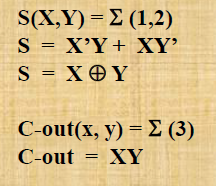 S(X,Y) = Σ (1,2)
S = X’Y + XY’
S = X ⊕ Y
C-out(x, y) = Σ (3)
C-out = XY